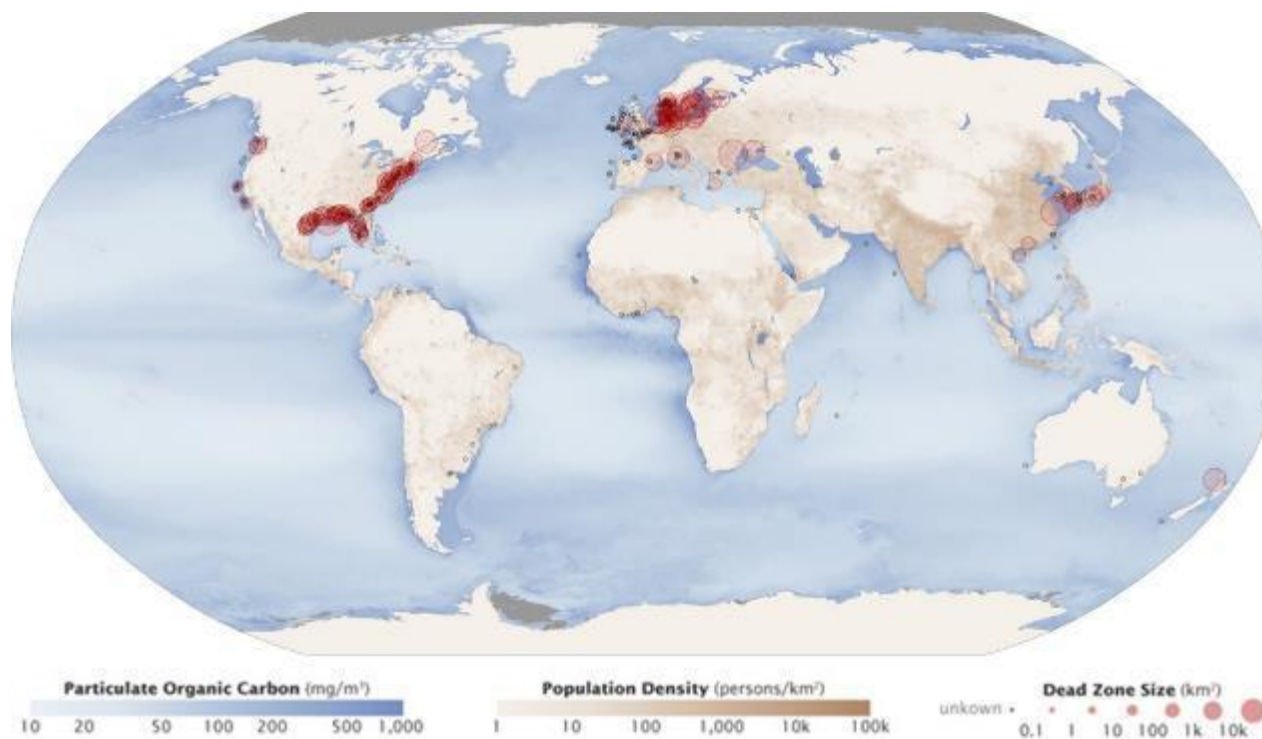 Particulate Organic Carbon (mg/m³)
10 20 50 100 200 500 1,000
Population Density (persons/km²)
1 10 100 1,000 10k 100k
Dead Zone Size (km²)
unkown
0.1 1 10 100 1k 10k